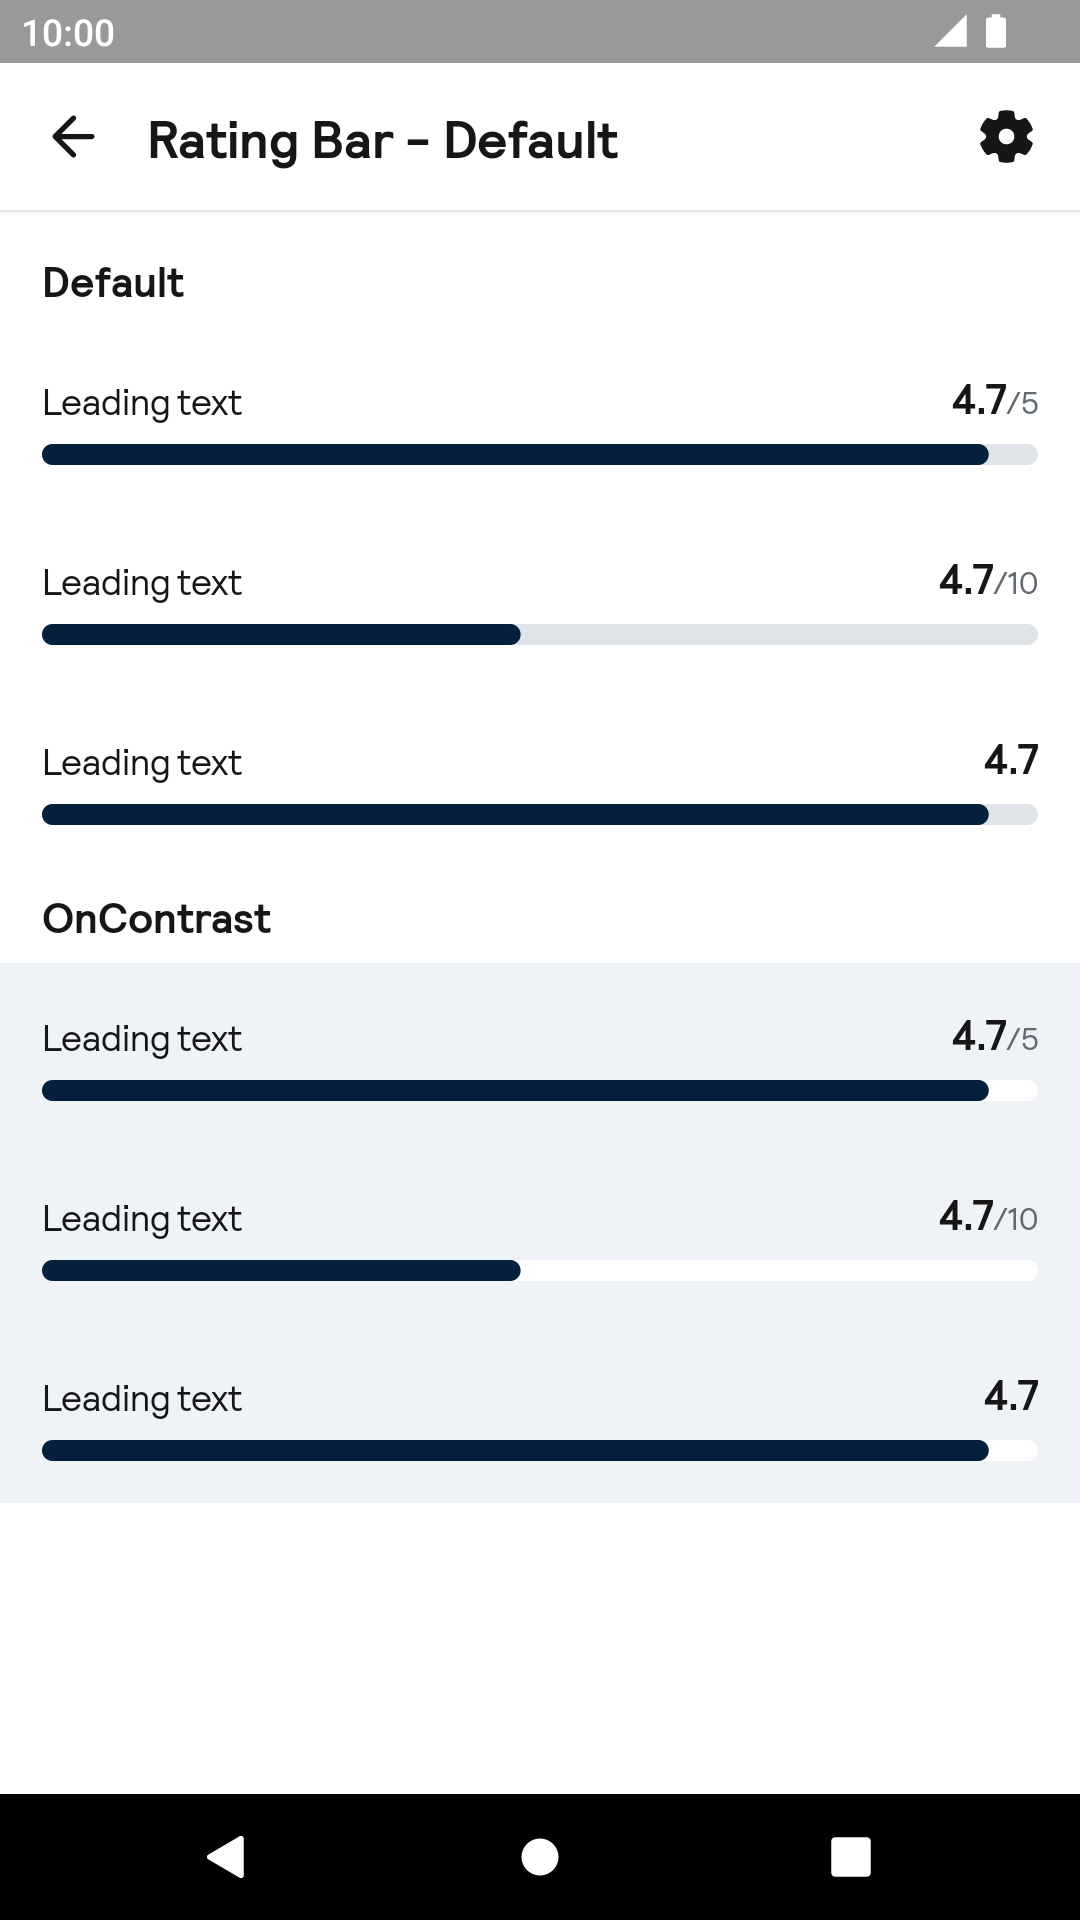 10:00
Rating Bar - Default
Default
Leading text 4.7/5
Leading text 4.7/10
Leading text 4.7
OnContrast
Leading text 4.7/5
Leading text 4.7/10
Leading text 4.7